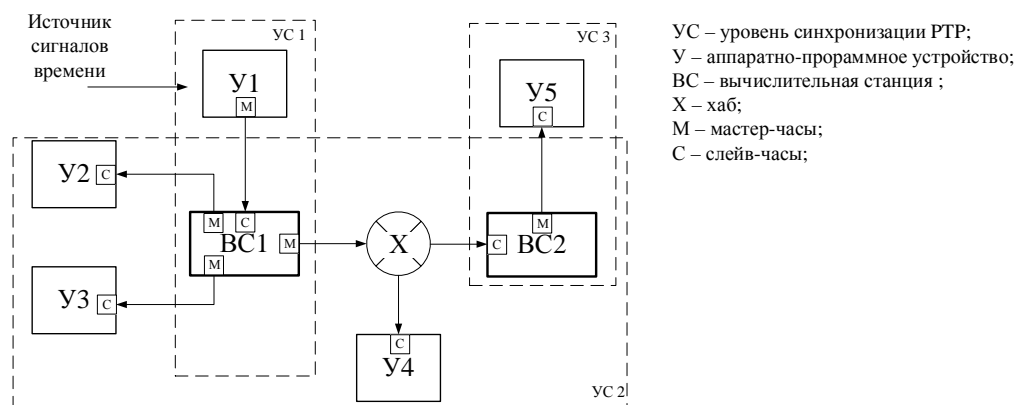 Источник
сигналов
времени
УС 1
У1
М
УС 3
У5
С
У2
С
М
С
ВС1
М
М
У3
С
Х
С
У4
М
С
ВС2
УС 2
УС – уровень синхронизации PTP;
У – аппаратно-прораммное устройство;
ВС – вычислительная станция ;
Х – хаб;
М – мастер-часы;
С – слейв-часы;